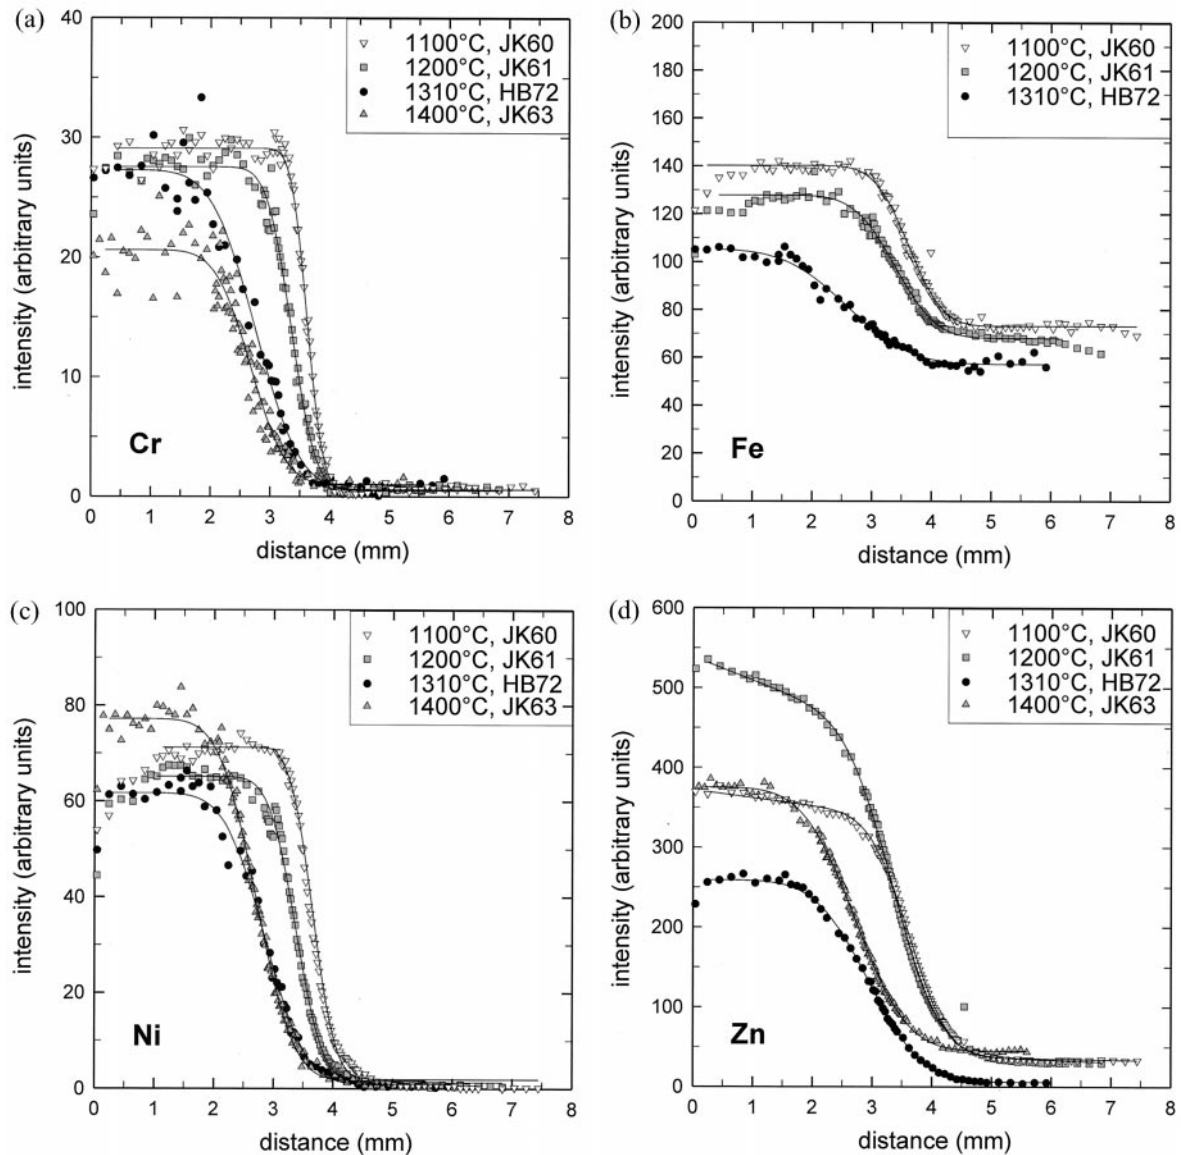 (a)
40
30
20
10
0
intensity (arbitrary units)
1100°C, JK60
1200°C, JK61
1310°C, HB72
1400°C, JK63
Cr
0 1 2 3 4 5 6 7 8
distance (mm)
(b)
200
180
160
140
120
100
80
60
40
20
0
intensity (arbitrary units)
1100°C, JK60
1200°C, JK61
1310°C, HB72
Fe
0 1 2 3 4 5 6 7 8
distance (mm)
(c)
100
80
60
40
20
0
intensity (arbitrary units)
1100°C, JK60
1200°C, JK61
1310°C, HB72
1400°C, JK63
Ni
0 1 2 3 4 5 6 7 8
distance (mm)
(d)
600
500
400
300
200
100
0
intensity (arbitrary units)
1100°C, JK60
1200°C, JK61
1310°C, HB72
1400°C, JK63
Zn
0 1 2 3 4 5 6 7 8
distance (mm)